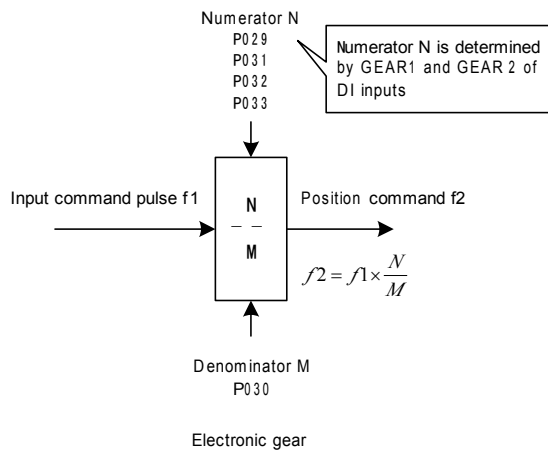 Numerator N
P029
P031
P032
P033
Numerator N is determined
by GEAR1 and GEAR 2 of
DI inputs
Input command pulse f1
N
M
Position command f2
f2 = f1 × N/M
Denominator M
P030
Electronic gear